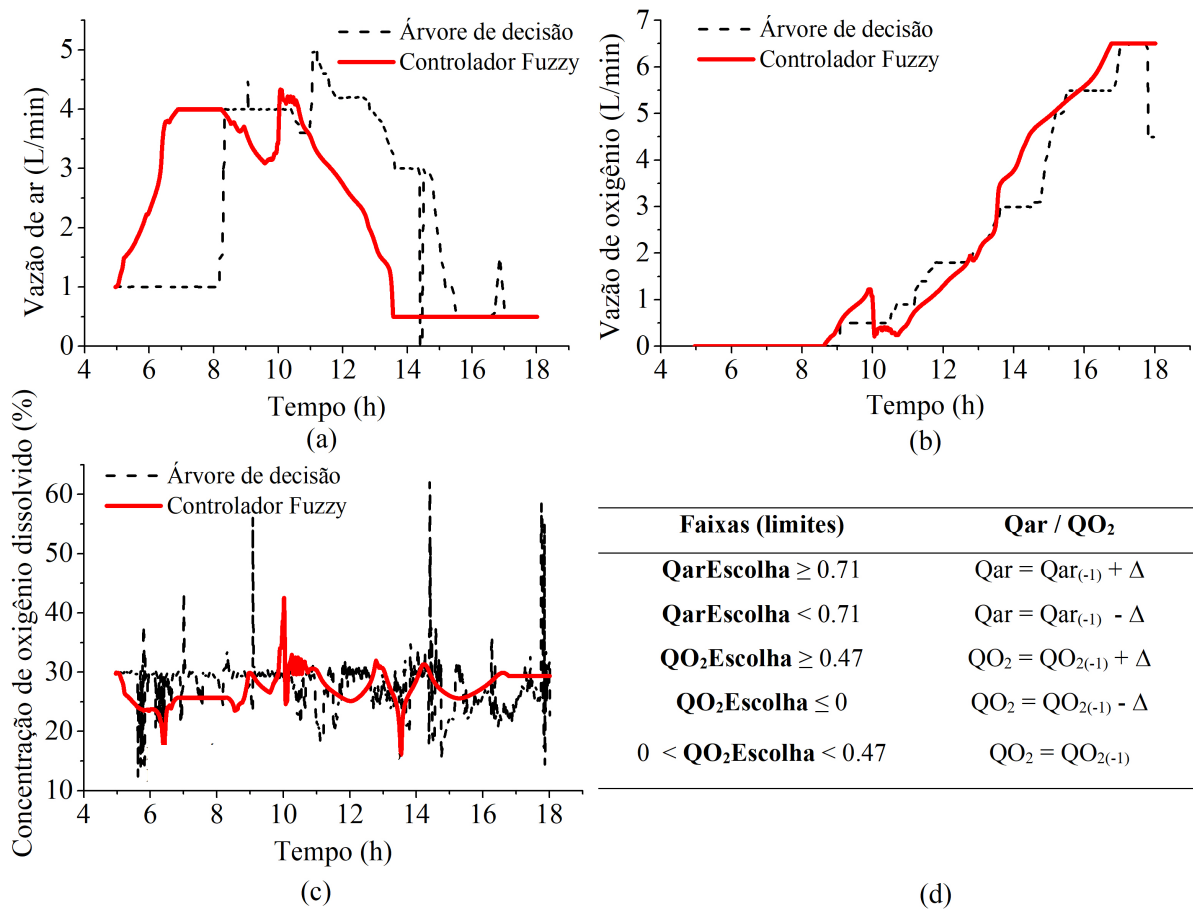 Árvore de decisão
Controlador Fuzzy
Vazão de ar (L/min)
5
4
3
2
1
0
4 6 8 10 12 14 16 18
Tempo (h)
(a)
Árvore de decisão
Controlador Fuzzy
Vazão de oxigênio (L/min)
7
6
5
4
3
2
1
0
4 6 8 10 12 14 16 18
Tempo (h)
(b)
Árvore de decisão
Controlador Fuzzy
Concentração de oxigênio dissolvido (%)
60
50
40
30
20
10
4 6 8 10 12 14 16 18
Tempo (h)
(c)
Faixas (limites) Qar / QO₂
QarEscolha ≥ 0.71 Qar = Qar₍₋₁₎ + Δ
QarEscolha < 0.71 Qar = Qar₍₋₁₎ - Δ
QO₂Escolha ≥ 0.47 QO₂ = QO₂₍₋₁₎ + Δ
QO₂Escolha ≤ 0 QO₂ = QO₂₍₋₁₎ - Δ
0 < QO₂Escolha < 0.47 QO₂ = QO₂₍₋₁₎
(d)